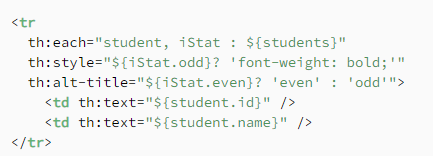 <tr
th:each="student, iStat : ${students}"
th:style="${iStat.odd}? 'font-weight: bold;'"
th:alt-title="${iStat.even}? 'even' : 'odd'">
<td th:text="${student.id}" />
<td th:text="${student.name}" />
</tr>